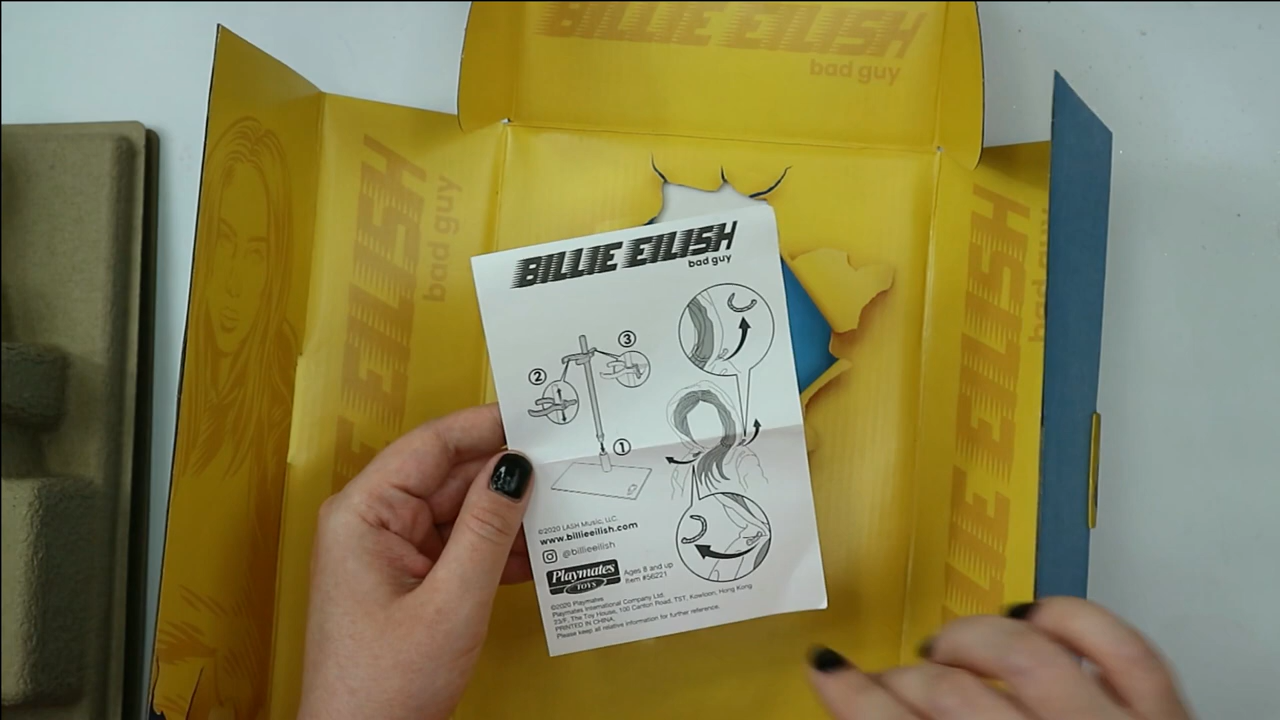 BILLIE EILISH
bad guy
BILLIE EILISH
bad guy
BILLIE EILISH
bad guy
③
②
①
©2020 LASH Music, LLC
www.billieeilish.com
@billieeilish
Playmates
TOYS
Ages 8 and up
Item #56221
©2020 Playmates
Playmates International Company Ltd.
23/F, The Toy House, 100 Canton Road, TST, Kowloon, Hong Kong
PRINTED IN CHINA.
Please keep all relative information for further reference.
BILLIE EILISH
bad guy